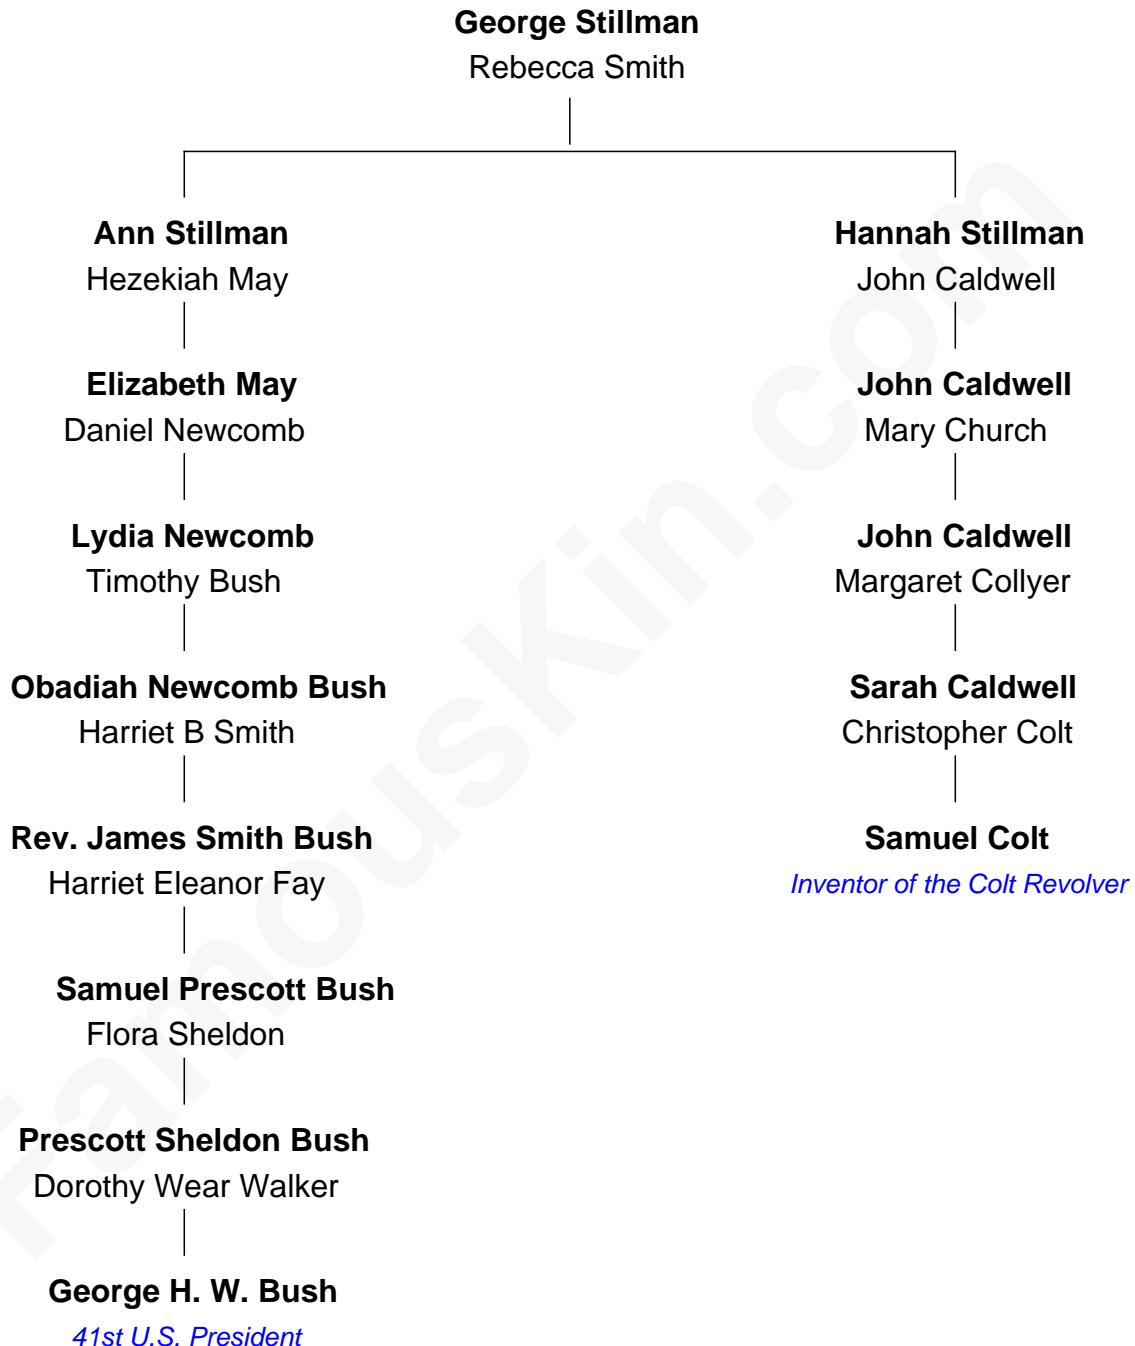 George Stillman
Rebecca Smith
Ann Stillman
Hezekiah May
Hannah Stillman
John Caldwell
Elizabeth May
Daniel Newcomb
John Caldwell
Mary Church
Lydia Newcomb
Timothy Bush
John Caldwell
Margaret Collyer
Obadiah Newcomb Bush
Harriet B Smith
Sarah Caldwell
Christopher Colt
Rev. James Smith Bush
Harriet Eleanor Fay
Samuel Colt
Inventor of the Colt Revolver
Samuel Prescott Bush
Flora Sheldon
Prescott Sheldon Bush
Dorothy Wear Walker
George H. W. Bush
41st U.S. President
FamousKin.com